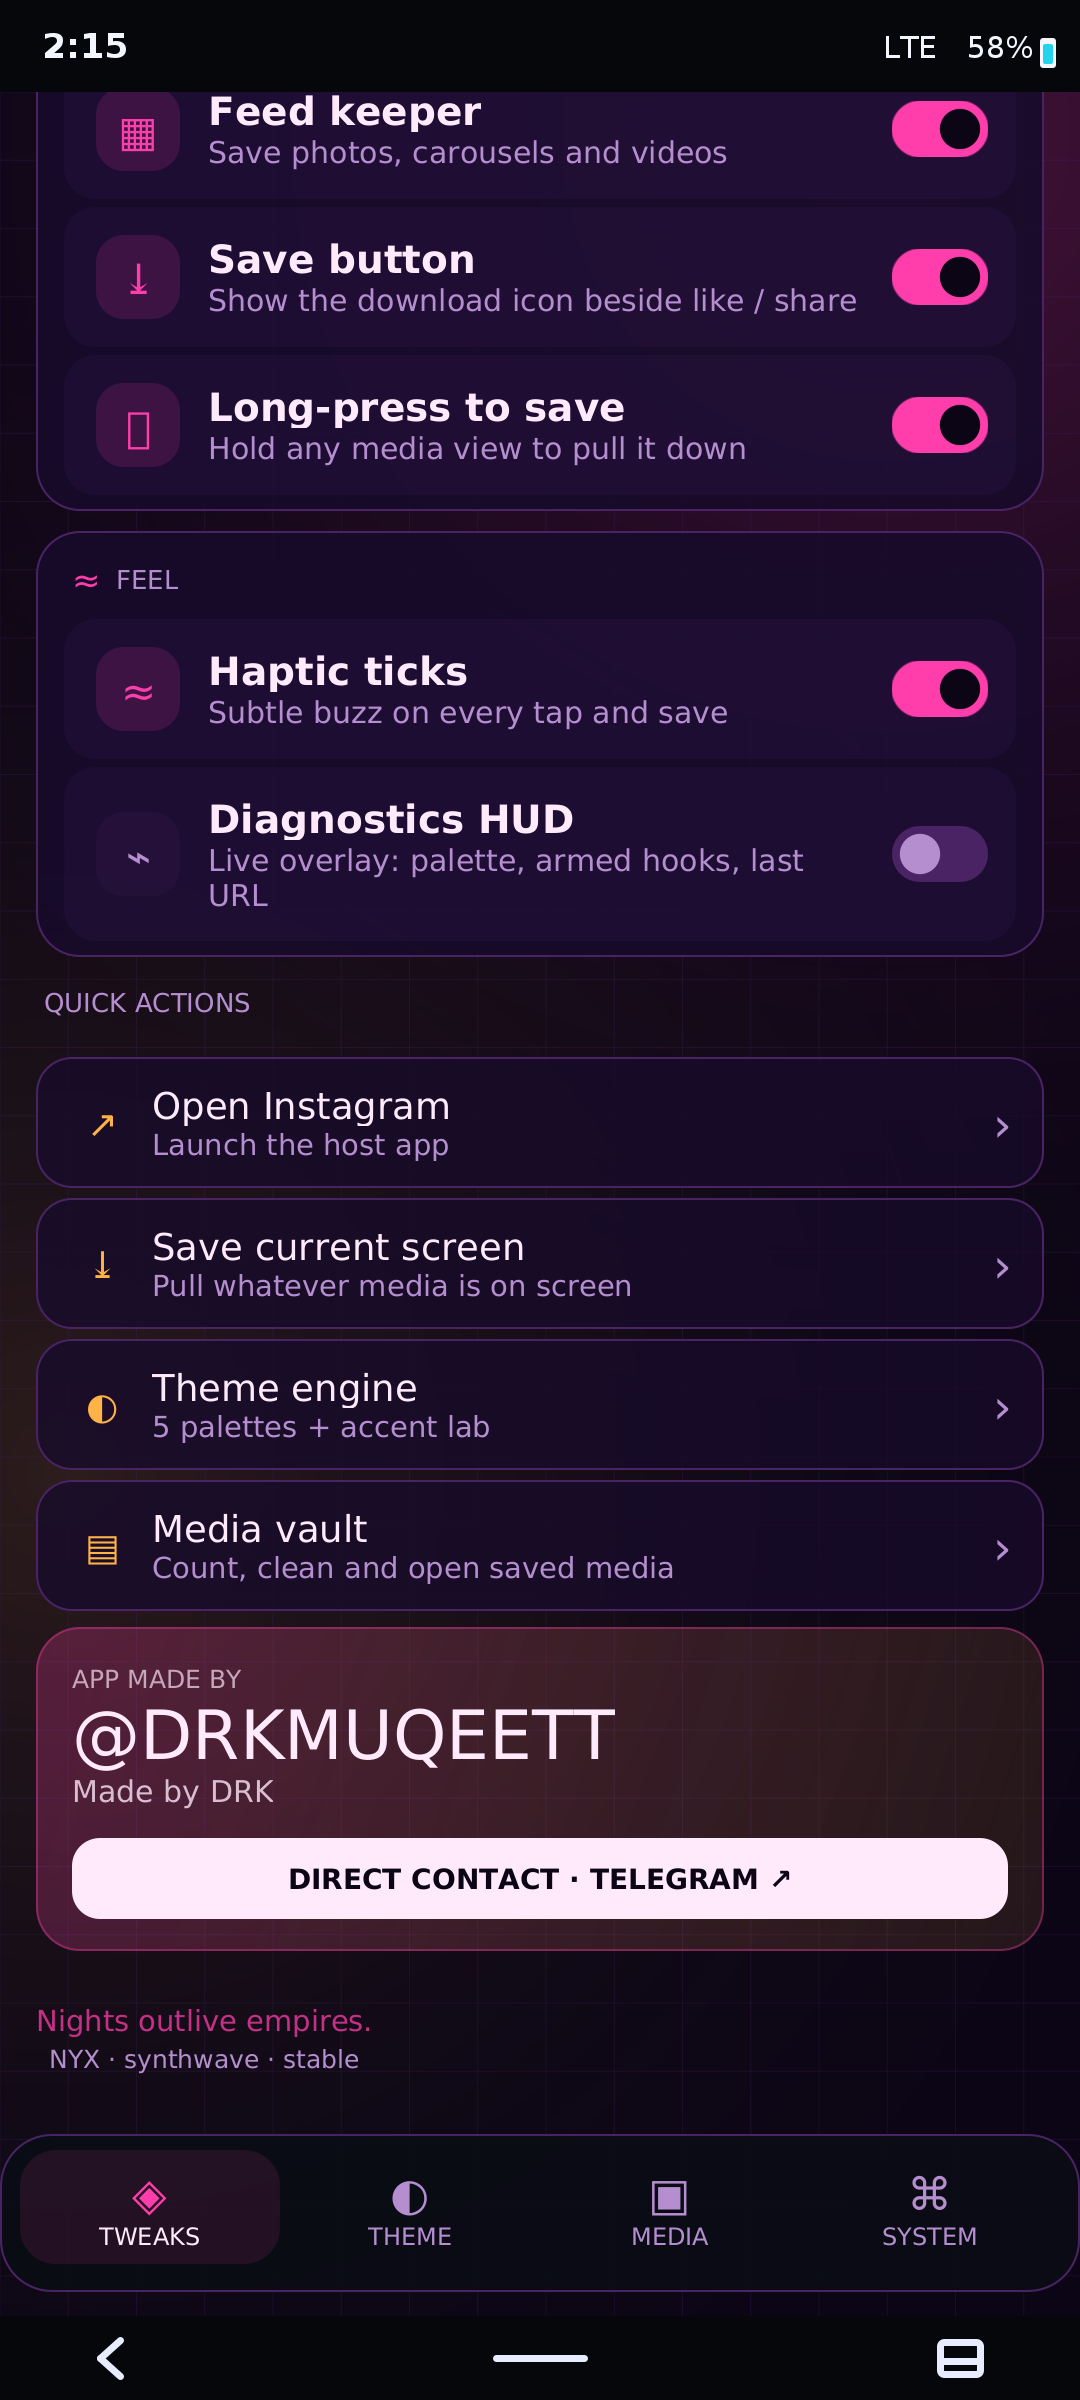 2:15
LTE 58%
Feed keeper
Save photos, carousels and videos
Save button
Show the download icon beside like / share
Long-press to save
Hold any media view to pull it down
FEEL
Haptic ticks
Subtle buzz on every tap and save
Diagnostics HUD
Live overlay: palette, armed hooks, last
URL
QUICK ACTIONS
Open Instagram
Launch the host app
Save current screen
Pull whatever media is on screen
Theme engine
5 palettes + accent lab
Media vault
Count, clean and open saved media
APP MADE BY
@DRKMUQEETT
Made by DRK
DIRECT CONTACT · TELEGRAM ↗
Nights outlive empires.
NYX · synthwave · stable
TWEAKS
THEME
MEDIA
SYSTEM